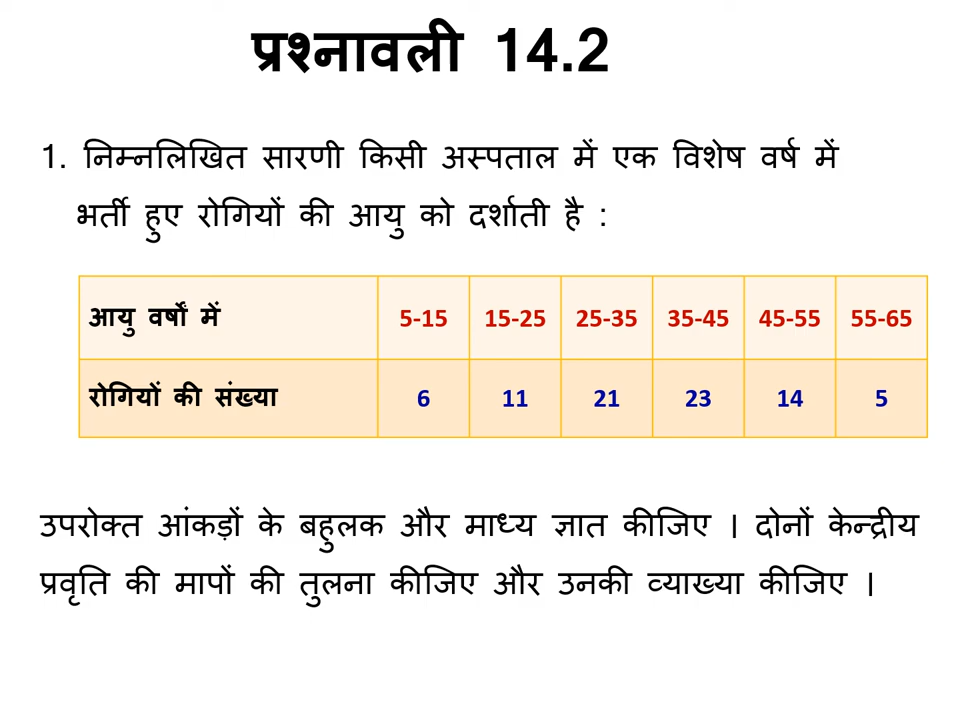 प्रश्नावली 14.2
1. निम्नलिखित सारणी किसी अस्पताल में एक विशेष वर्ष में
भर्ती हुए रोगियों की आयु को दर्शाती है :
आयु वर्षों में 5-15 15-25 25-35 35-45 45-55 55-65
रोगियों की संख्या 6 11 21 23 14 5
उपरोक्त आंकड़ों के बहुलक और माध्य ज्ञात कीजिए । दोनों केन्द्रीय
प्रवृति की मापों की तुलना कीजिए और उनकी व्याख्या कीजिए ।